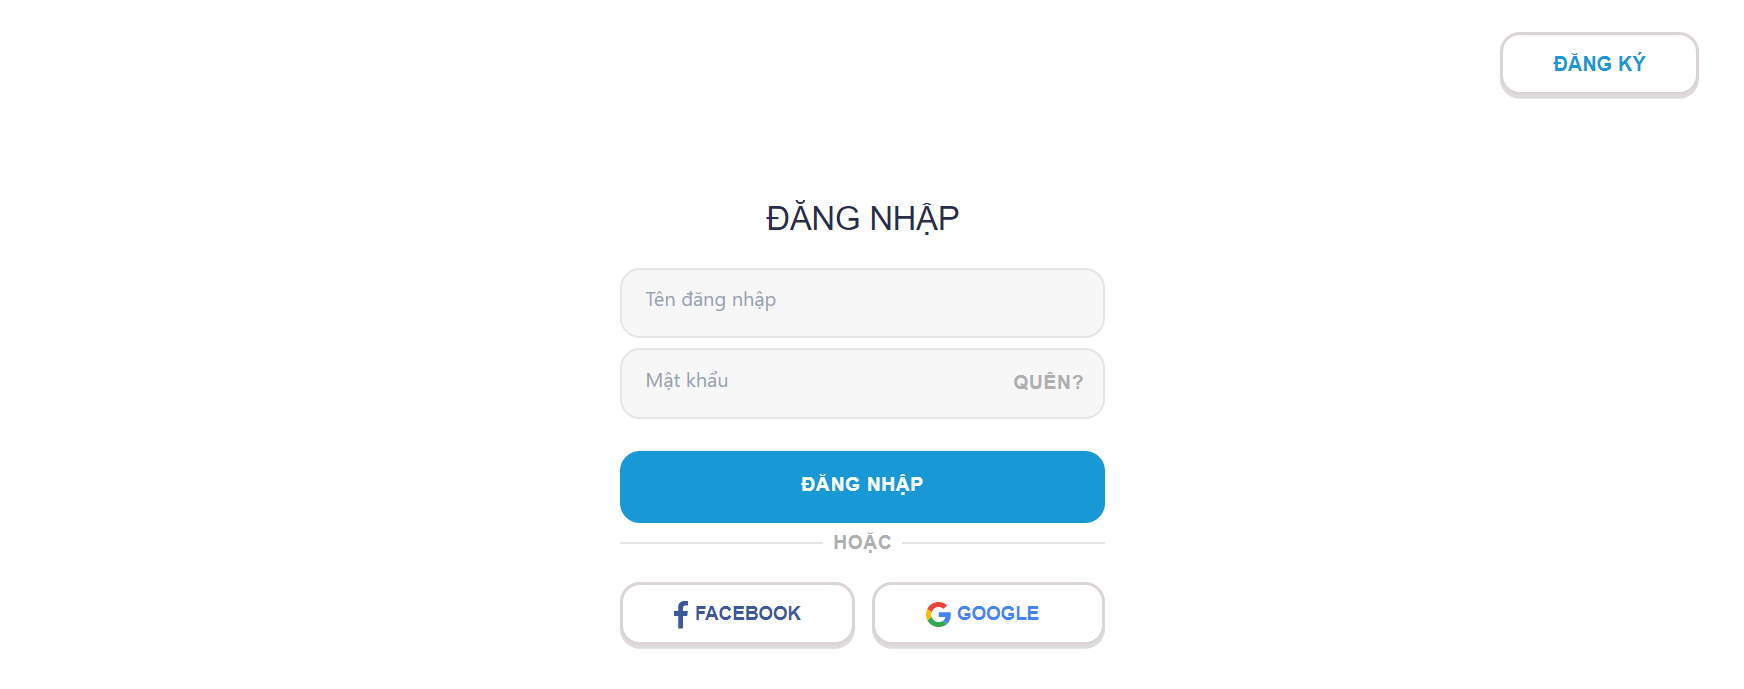 ĐĂNG KÝ
ĐĂNG NHẬP
Tên đăng nhập
Mật khẩu
QUÊN?
ĐĂNG NHẬP
HOẶC
FACEBOOK
GOOGLE